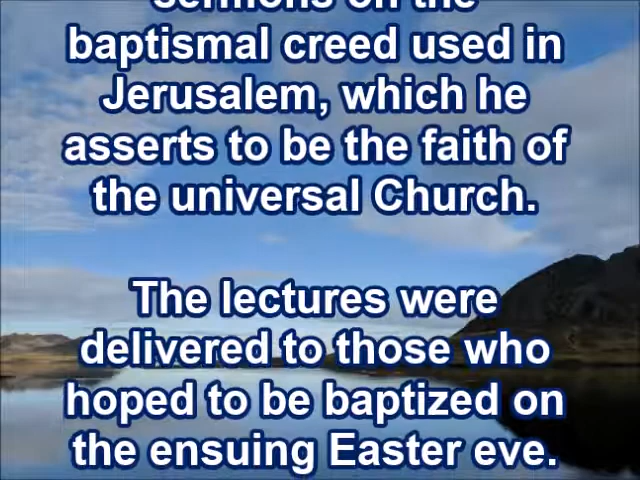 sermons on the
baptismal creed used in
Jerusalem, which he
asserts to be the faith of
the universal Church.
The lectures were
delivered to those who
hoped to be baptized on
the ensuing Easter eve.